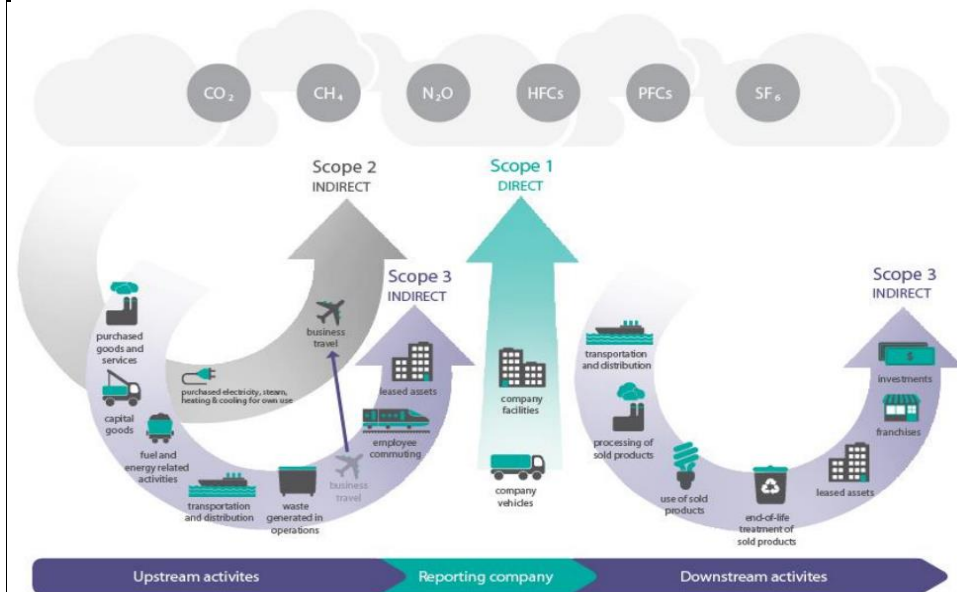 CO₂
CH₄
N₂O
HFCs
PFCs
SF₆
Scope 2
INDIRECT
Scope 1
DIRECT
Scope 3
INDIRECT
Scope 3
INDIRECT
purchased
goods and
services
capital
goods
fuel and
energy related
activities
transportation
and distribution
waste
generated in
operations
business
travel
employee
commuting
leased assets
purchased electricity, steam,
heating & cooling for own use
business
travel
company
facilities
company
vehicles
transportation
and distribution
processing of
sold products
use of sold
products
end-of-life
treatment of
sold products
leased assets
franchises
$
investments
Upstream activites
Reporting company
Downstream activites